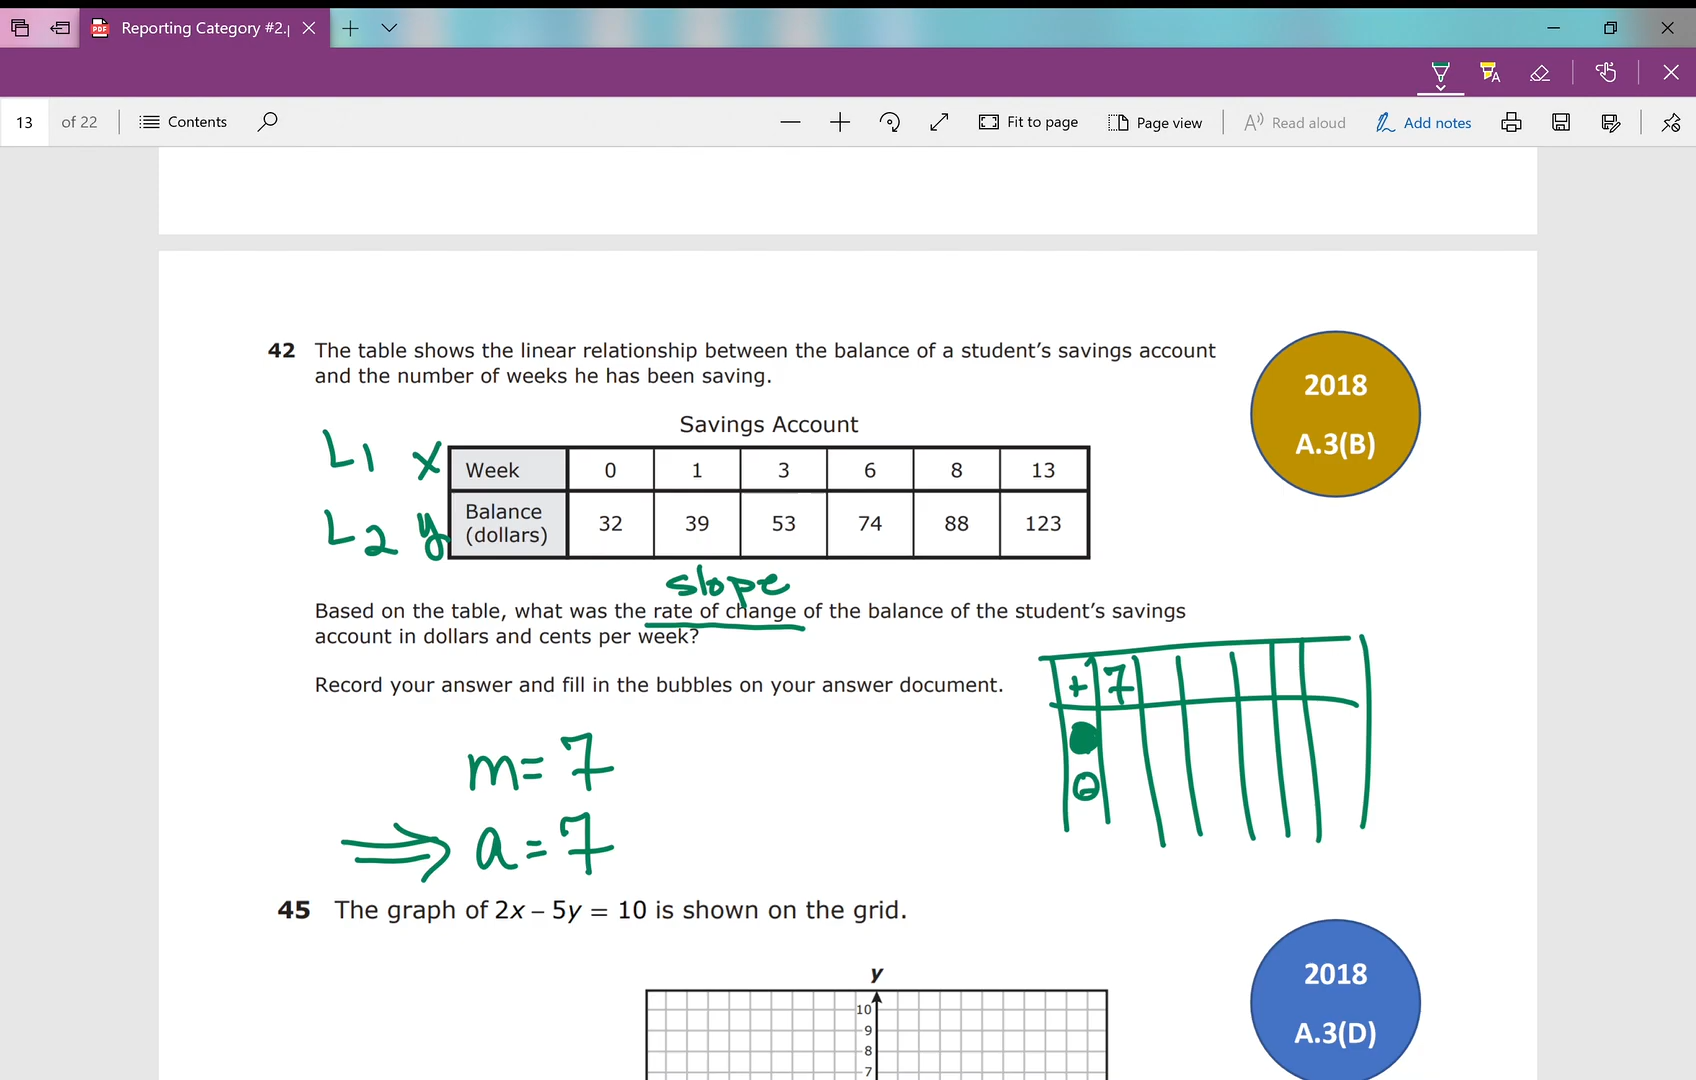 Reporting Category #2.p
13 of 22 Contents Fit to page Page view Read aloud Add notes
42 The table shows the linear relationship between the balance of a student's savings account
and the number of weeks he has been saving.
2018
A.3(B)
Savings Account
L1 x Week 0 1 3 6 8 13
L2 y Balance (dollars) 32 39 53 74 88 123
slope
Based on the table, what was the rate of change of the balance of the student's savings
account in dollars and cents per week?
Record your answer and fill in the bubbles on your answer document.
+ 7
m = 7
a = 7
45 The graph of 2x – 5y = 10 is shown on the grid.
2018
A.3(D)
y
10
9
8
7